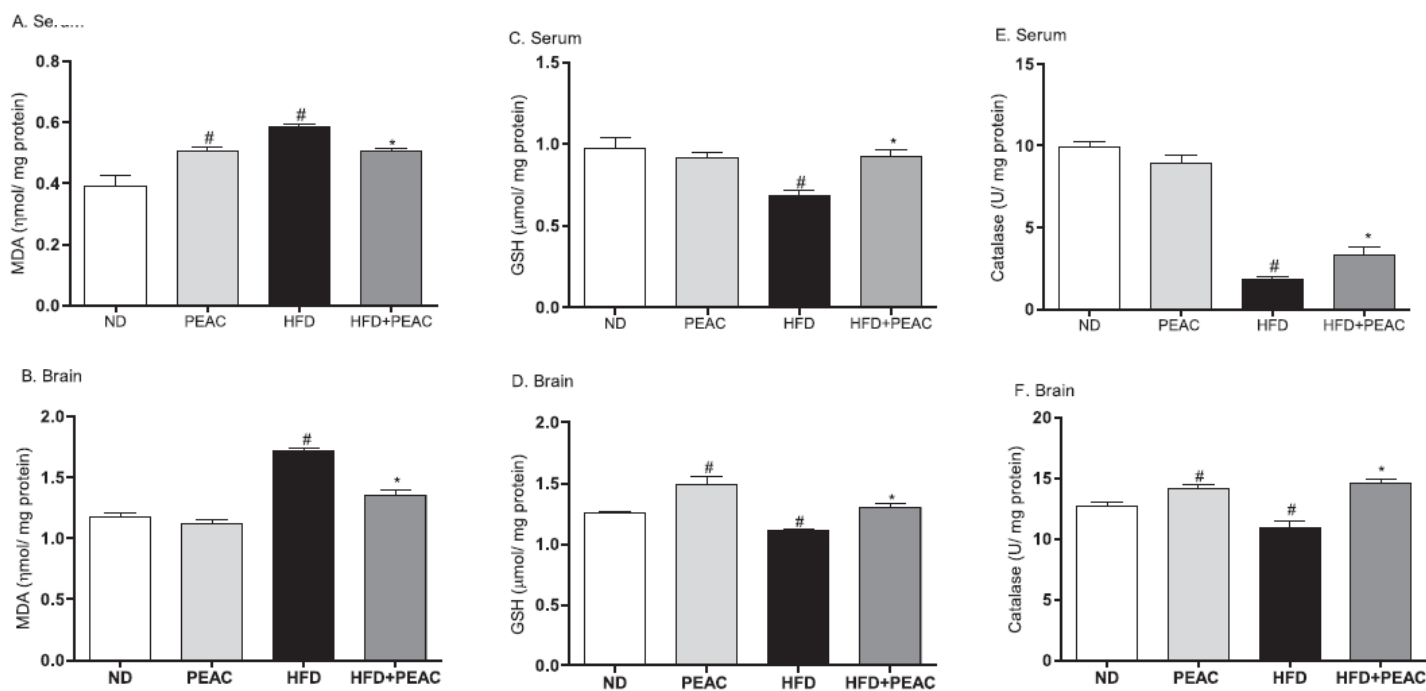 A. Se
MDA (ηmol/ mg protein)
0.8
0.6
0.4
0.2
0.0
# # *
ND PEAC HFD HFD+PEAC
B. Brain
MDA (ηmol/ mg protein)
2.0
1.5
1.0
0.5
0.0
# *
ND PEAC HFD HFD+PEAC
C. Serum
GSH (μmol/ mg protein)
1.5
1.0
0.5
0.0
# *
ND PEAC HFD HFD+PEAC
D. Brain
GSH (μmol/ mg protein)
2.0
1.5
1.0
0.5
0.0
# # *
ND PEAC HFD HFD+PEAC
E. Serum
Catalase (U/ mg protein)
15
10
5
0
# *
ND PEAC HFD HFD+PEAC
F. Brain
Catalase (U/ mg protein)
20
15
10
5
0
# # *
ND PEAC HFD HFD+PEAC